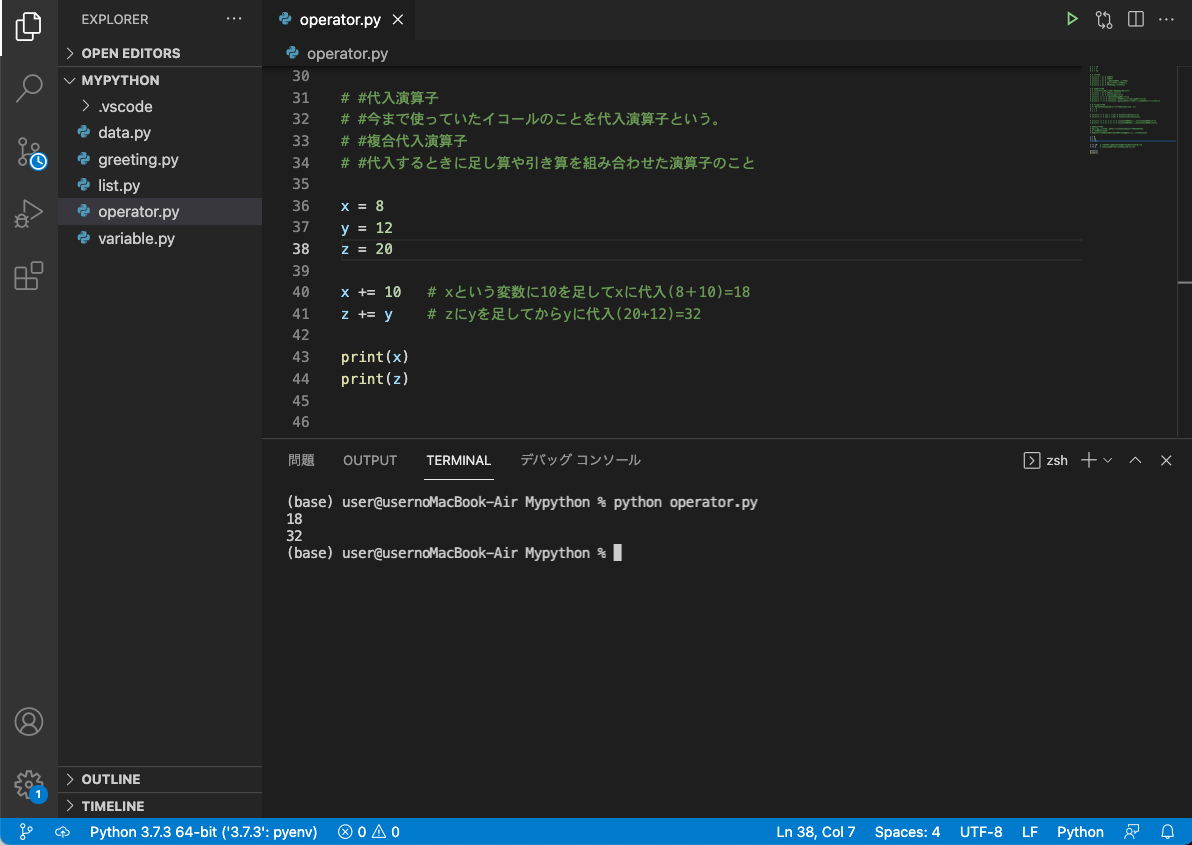 EXPLORER
operator.py
OPEN EDITORS
MYPYTHON
.vscode
data.py
greeting.py
list.py
operator.py
variable.py
OUTLINE
TIMELINE
operator.py
30
31 # #代入演算子
32 # #今まで使っていたイコールのことを代入演算子という。
33 # #複合代入演算子
34 # #代入するときに足し算や引き算を組み合わせた演算子のこと
35
36 x = 8
37 y = 12
38 z = 20
39
40 x += 10 # xという変数に10を足してxに代入(8＋10)=18
41 z += y # zにyを足してからyに代入(20+12)=32
42
43 print(x)
44 print(z)
45
46
問題 OUTPUT TERMINAL デバッグ コンソール
zsh
(base) user@usernoMacBook-Air Mypython % python operator.py
18
32
(base) user@usernoMacBook-Air Mypython %
1
Python 3.7.3 64-bit ('3.7.3': pyenv) 0 0 Ln 38, Col 7 Spaces: 4 UTF-8 LF Python